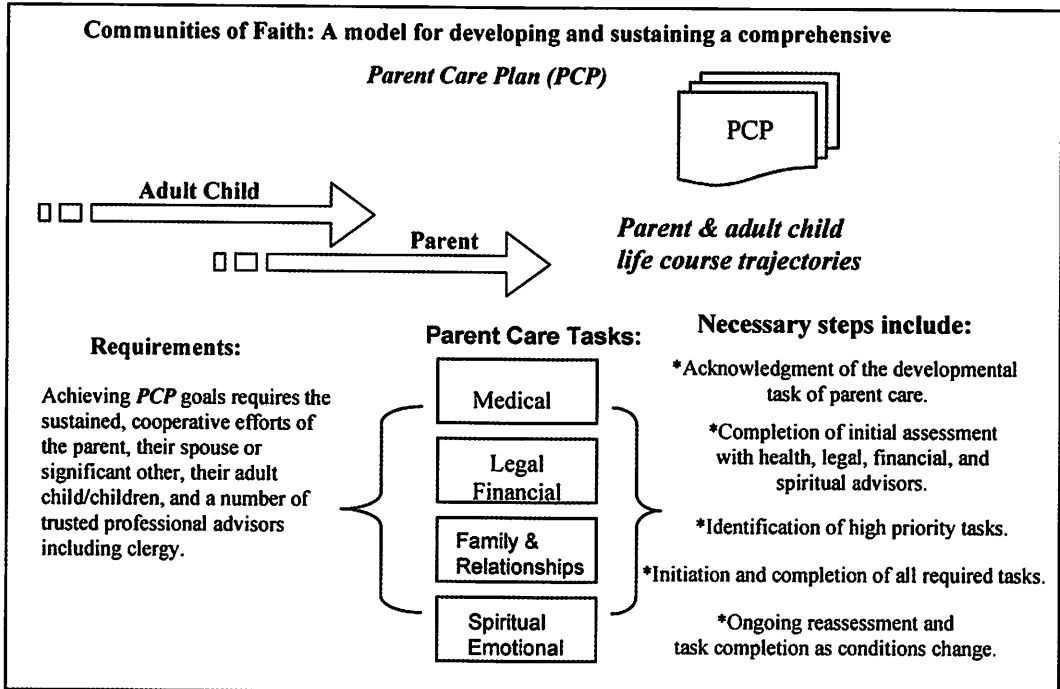 Communities of Faith: A model for developing and sustaining a comprehensive
Parent Care Plan (PCP)
PCP
Adult Child
Parent
Parent & adult child
life course trajectories
Requirements:
Achieving PCP goals requires the
sustained, cooperative efforts of
the parent, their spouse or
significant other, their adult
child/children, and a number of
trusted professional advisors
including clergy.
Parent Care Tasks:
Medical
Legal
Financial
Family &
Relationships
Spiritual
Emotional
Necessary steps include:
*Acknowledgment of the developmental
task of parent care.
*Completion of initial assessment
with health, legal, financial, and
spiritual advisors.
*Identification of high priority tasks.
*Initiation and completion of all required tasks.
*Ongoing reassessment and
task completion as conditions change.